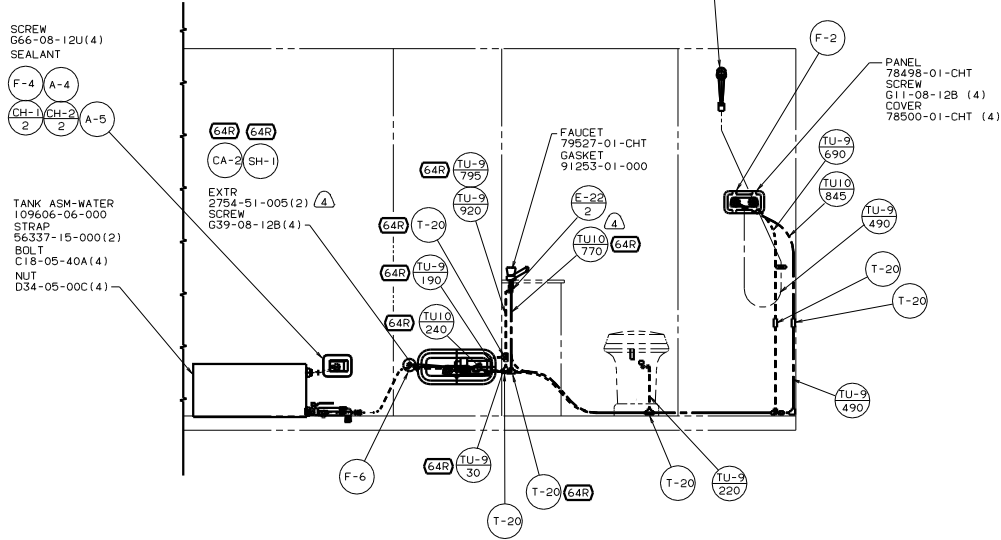 SCREW
G66-08-12U(4)
SEALANT
F-4 A-4
CH-1 CH-2 A-5
2 2
64R 64R
CA-2 SH-1
EXTR
2754-51-005(2) 4
SCREW
G39-08-12B(4)
TANK ASM-WATER
109606-06-000
STRAP
56337-15-000(2)
BOLT
C18-05-40A(4)
NUT
D34-05-00C(4)
FAUCET
79527-01-CHT
GASKET
91253-01-000
64R TU-9
795
TU-9
920
64R T-20
64R TU-9
190
64R TU10
240
E-22
2
4
TU10 64R
770
F-2
PANEL
78498-01-CHT
SCREW
G11-08-12B (4)
COVER
78500-01-CHT (4)
TU-9
690
TU10
845
TU-9
490
T-20
T-20
TU-9
490
F-6
64R TU-9
30
T-20 64R
T-20
T-20
TU-9
220